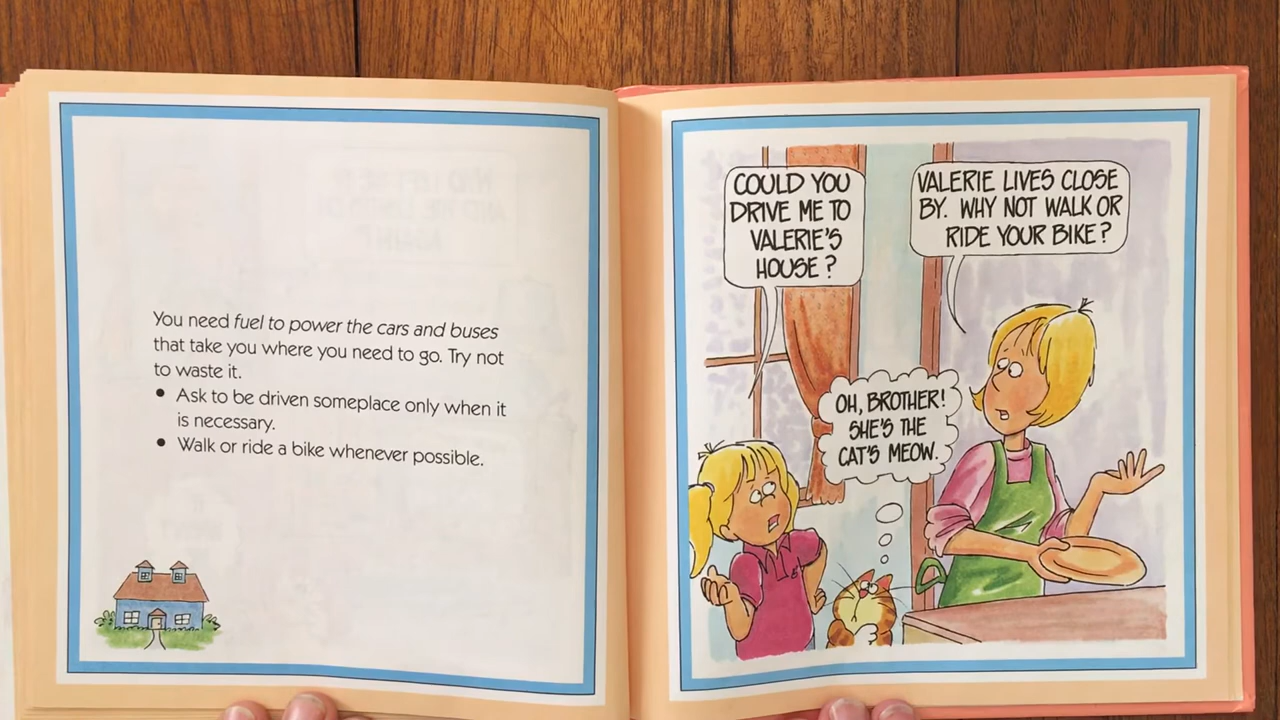 You need fuel to power the cars and buses
that take you where you need to go. Try not
to waste it.
• Ask to be driven someplace only when it
is necessary.
• Walk or ride a bike whenever possible.
COULD YOU
DRIVE ME TO
VALERIE'S
HOUSE?
VALERIE LIVES CLOSE
BY. WHY NOT WALK OR
RIDE YOUR BIKE?
OH, BROTHER!
SHE'S THE
CAT'S MEOW.